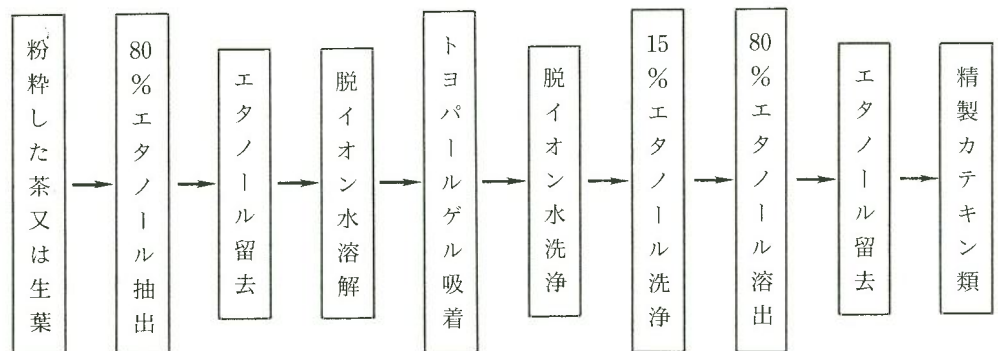 粉粋した茶又は生葉
80%エタノール抽出
エタノール留去
脱イオン水溶解
トヨパールゲル吸着
脱イオン水洗浄
15%エタノール洗浄
80%エタノール溶出
エタノール留去
精製カテキン類